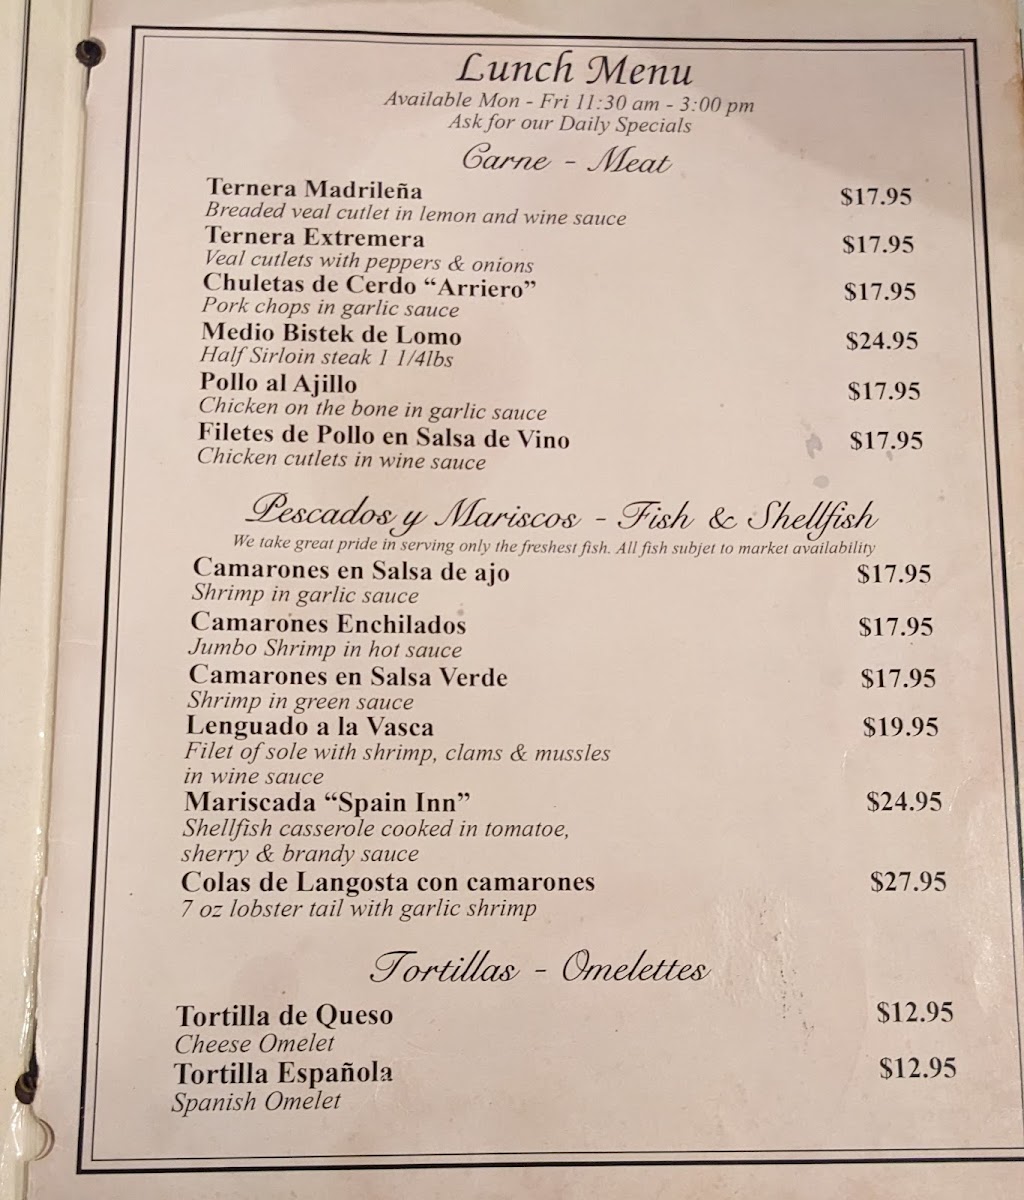 Lunch Menu
Available Mon - Fri 11:30 am - 3:00 pm
Ask for our Daily Specials
Carne - Meat
Ternera Madrileña $17.95
Breaded veal cutlet in lemon and wine sauce
Ternera Extremera $17.95
Veal cutlets with peppers & onions
Chuletas de Cerdo “Arriero” $17.95
Pork chops in garlic sauce
Medio Bistek de Lomo $24.95
Half Sirloin steak 1 1/4lbs
Pollo al Ajillo $17.95
Chicken on the bone in garlic sauce
Filetes de Pollo en Salsa de Vino $17.95
Chicken cutlets in wine sauce
Pescados y Mariscos - Fish & Shellfish
We take great pride in serving only the freshest fish. All fish subjet to market availability
Camarones en Salsa de ajo $17.95
Shrimp in garlic sauce
Camarones Enchilados $17.95
Jumbo Shrimp in hot sauce
Camarones en Salsa Verde $17.95
Shrimp in green sauce
Lenguado a la Vasca $19.95
Filet of sole with shrimp, clams & mussles
in wine sauce
Mariscada “Spain Inn” $24.95
Shellfish casserole cooked in tomatoe,
sherry & brandy sauce
Colas de Langosta con camarones $27.95
7 oz lobster tail with garlic shrimp
Tortillas - Omelettes
Tortilla de Queso $12.95
Cheese Omelet
Tortilla Española $12.95
Spanish Omelet